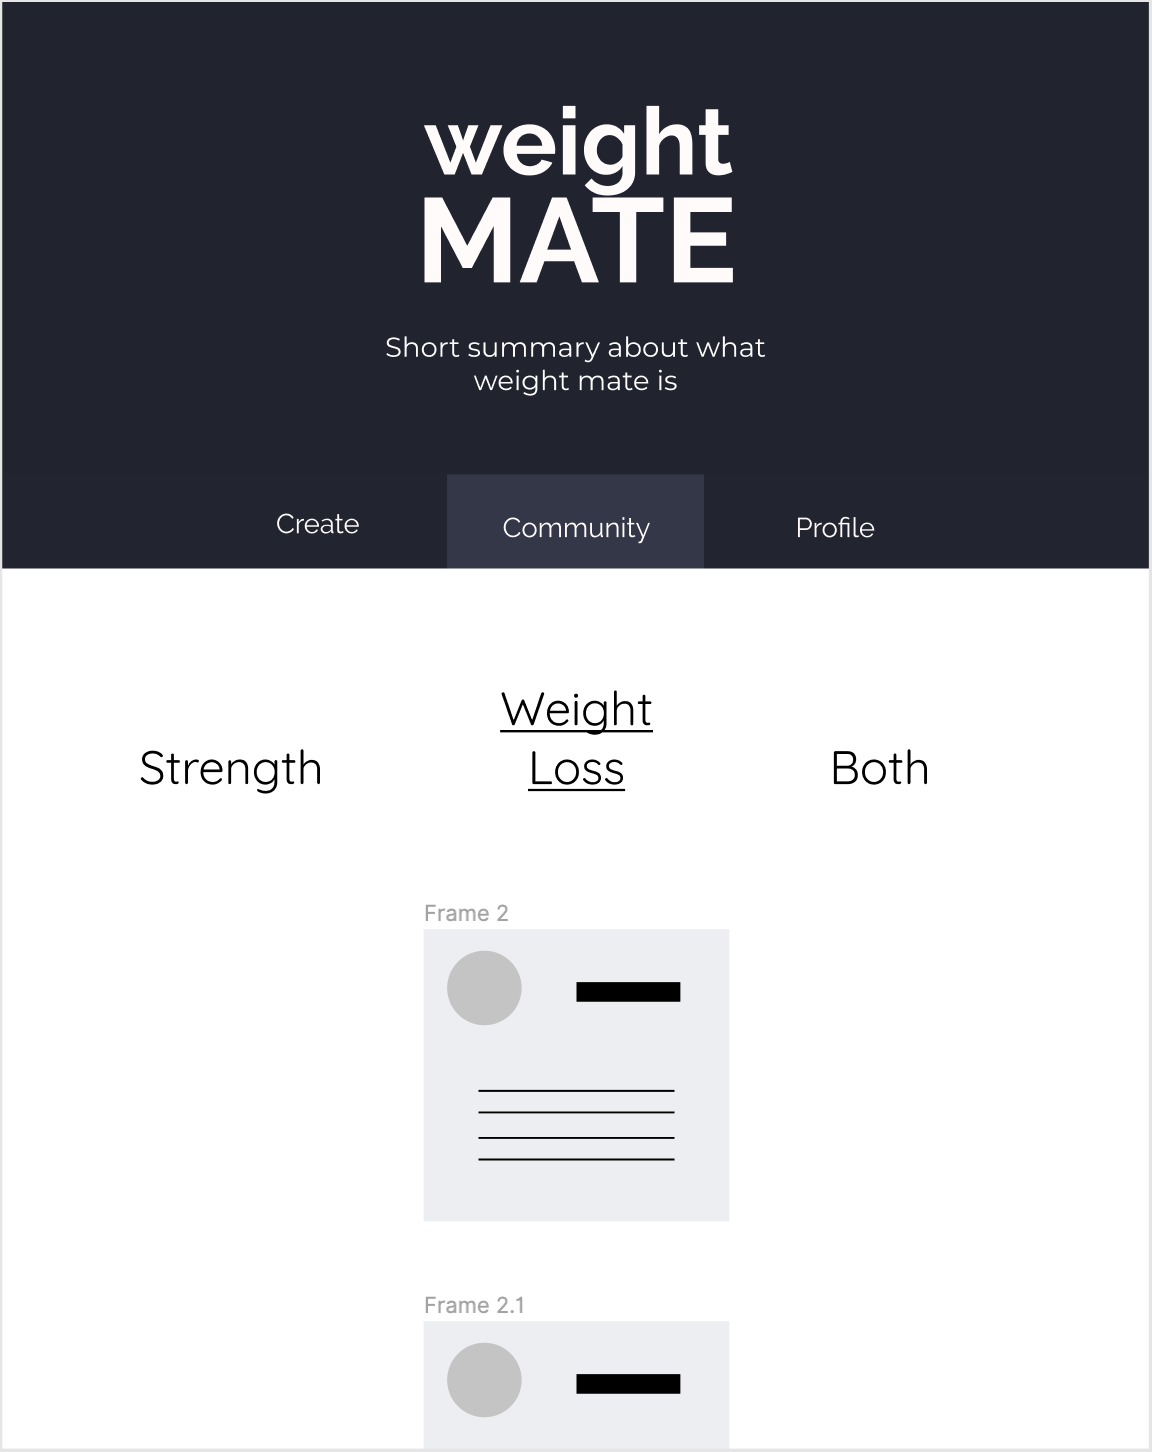 weight
MATE
Short summary about what
weight mate is
Create
Community
Profile
Weight
Strength
Loss
Both
Frame 2
Frame 2.1